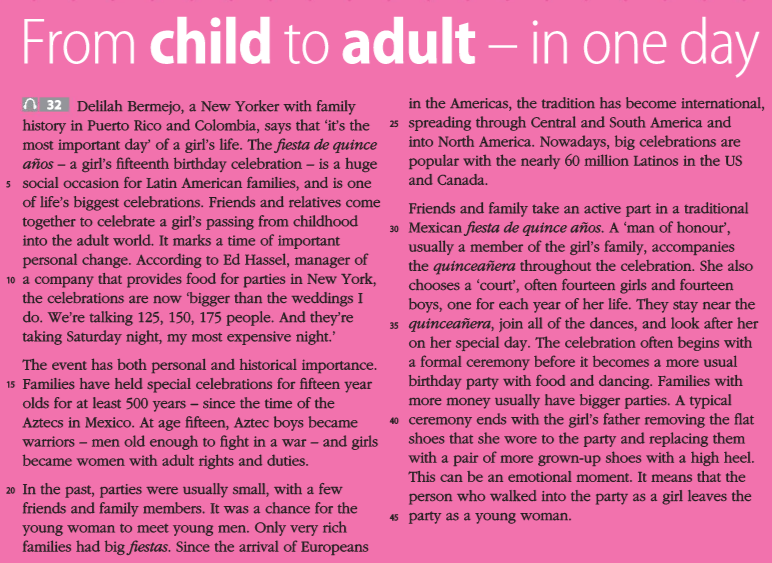 From child to adult – in one day
32 Delilah Bermejo, a New Yorker with family
history in Puerto Rico and Colombia, says that ‘it’s the
most important day’ of a girl’s life. The fiesta de quince
años – a girl’s fifteenth birthday celebration – is a huge
5 social occasion for Latin American families, and is one
of life’s biggest celebrations. Friends and relatives come
together to celebrate a girl’s passing from childhood
into the adult world. It marks a time of important
personal change. According to Ed Hassel, manager of
10 a company that provides food for parties in New York,
the celebrations are now ‘bigger than the weddings I
do. We’re talking 125, 150, 175 people. And they’re
taking Saturday night, my most expensive night.’
The event has both personal and historical importance.
15 Families have held special celebrations for fifteen year
olds for at least 500 years – since the time of the
Aztecs in Mexico. At age fifteen, Aztec boys became
warriors – men old enough to fight in a war – and girls
became women with adult rights and duties.
20 In the past, parties were usually small, with a few
friends and family members. It was a chance for the
young woman to meet young men. Only very rich
families had big fiestas. Since the arrival of Europeans
in the Americas, the tradition has become international,
25 spreading through Central and South America and
into North America. Nowadays, big celebrations are
popular with the nearly 60 million Latinos in the US
and Canada.
Friends and family take an active part in a traditional
30 Mexican fiesta de quince años. A ‘man of honour’,
usually a member of the girl’s family, accompanies
the quinceañera throughout the celebration. She also
chooses a ‘court’, often fourteen girls and fourteen
boys, one for each year of her life. They stay near the
35 quinceañera, join all of the dances, and look after her
on her special day. The celebration often begins with
a formal ceremony before it becomes a more usual
birthday party with food and dancing. Families with
more money usually have bigger parties. A typical
40 ceremony ends with the girl’s father removing the flat
shoes that she wore to the party and replacing them
with a pair of more grown-up shoes with a high heel.
This can be an emotional moment. It means that the
person who walked into the party as a girl leaves the
45 party as a young woman.